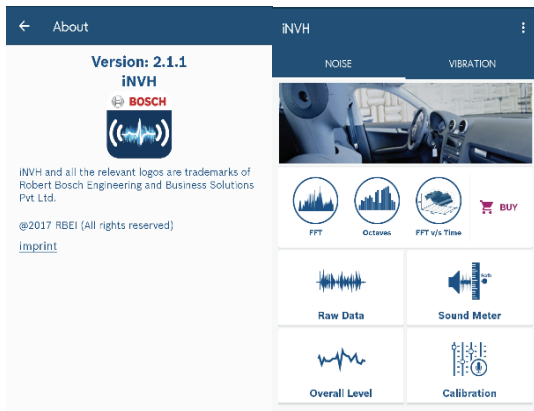 About
Version: 2.1.1
iNVH
BOSCH
iNVH and all the relevant logos are trademarks of
Robert Bosch Engineering and Business Solutions
Pvt Ltd.
@2017 RBEI (All rights reserved)
imprint
iNVH
NOISE
VIBRATION
FFT
Octaves
FFT v/s Time
BUY
Raw Data
Sound Meter
Overall Level
Calibration